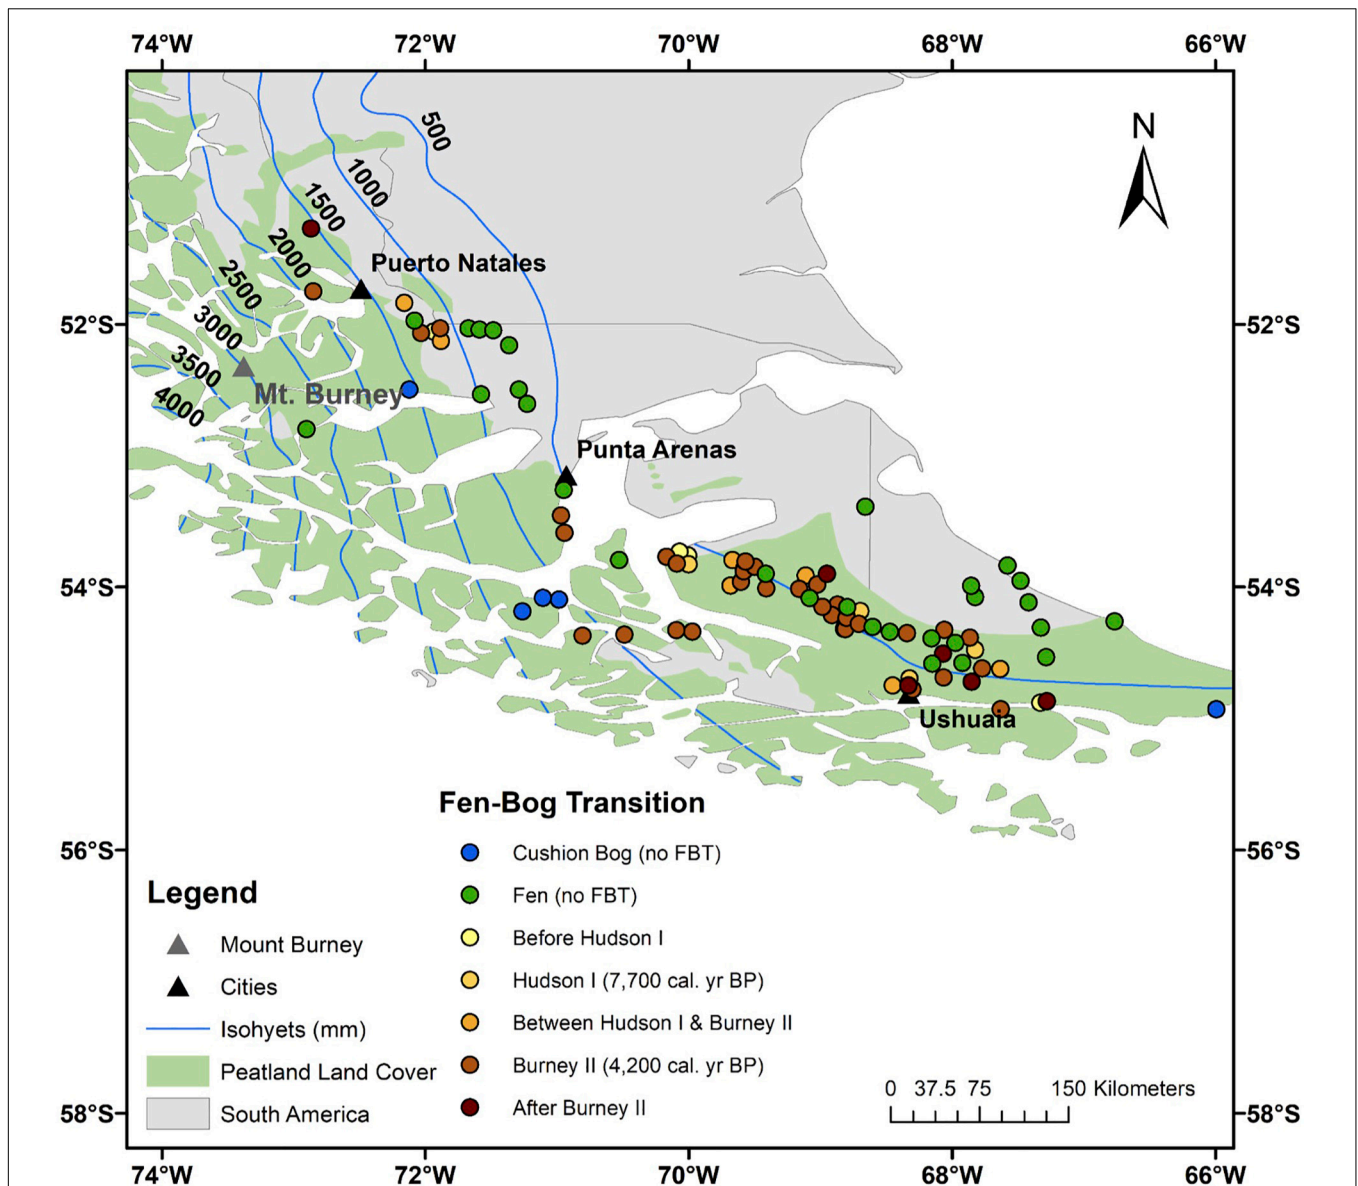 74°W 72°W 70°W 68°W 66°W
N
500
1000
1500
2000
2500
3000
3500
4000
Puerto Natales
52°S 52°S
Mt. Burney
Punta Arenas
54°S 54°S
Ushuaia
Fen-Bog Transition
56°S 56°S
Cushion Bog (no FBT)
Fen (no FBT)
Before Hudson I
Hudson I (7,700 cal. yr BP)
Between Hudson I & Burney II
Burney II (4,200 cal. yr BP)
After Burney II
Legend
Mount Burney
Cities
Isohyets (mm)
Peatland Land Cover
South America
0 37.5 75 150 Kilometers
58°S 58°S
74°W 72°W 70°W 68°W 66°W